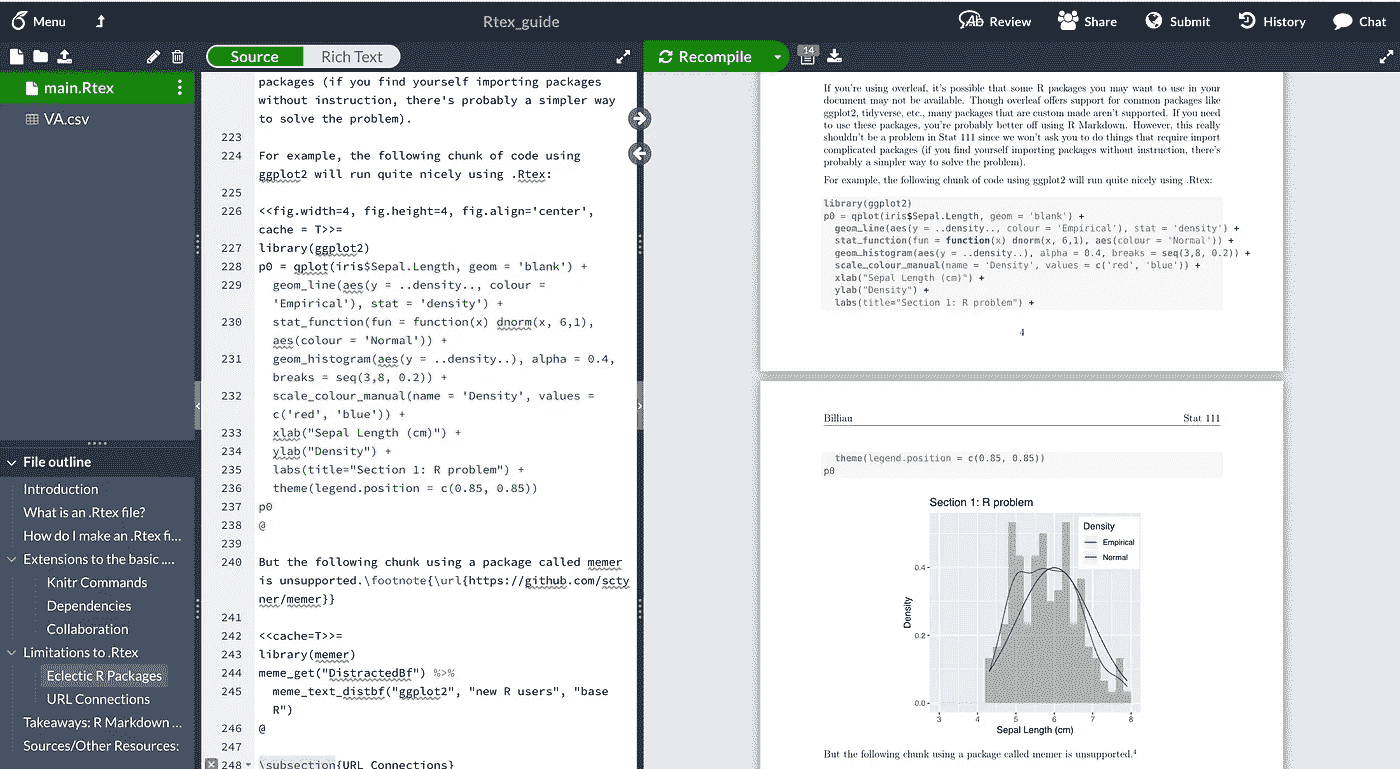 Menu
Rtex_guide
Review
Share
Submit
History
Chat
Source
Rich Text
Recompile
14
main.Rtex
VA.csv
File outline
Introduction
What is an .Rtex file?
How do I make an .Rtex fi...
Extensions to the basic ....
Knitr Commands
Dependencies
Collaboration
Limitations to .Rtex
Eclectic R Packages
URL Connections
Takeaways: R Markdown ...
Sources/Other Resources:
packages (if you find yourself importing packages
without instruction, there's probably a simpler way
to solve the problem).
223
224 For example, the following chunk of code using
ggplot2 will run quite nicely using .Rtex:
225
226 <<fig.width=4, fig.height=4, fig.align='center',
cache = T>>=
227 library(ggplot2)
228 p0 = qplot(iris$Sepal.Length, geom = 'blank') +
229 geom_line(aes(y = ..density.., colour =
'Empirical'), stat = 'density') +
230 stat_function(fun = function(x) dnorm(x, 6,1),
aes(colour = 'Normal')) +
231 geom_histogram(aes(y = ..density..), alpha = 0.4,
breaks = seq(3,8, 0.2)) +
232 scale_colour_manual(name = 'Density', values =
c('red', 'blue')) +
233 xlab("Sepal Length (cm)") +
234 ylab("Density") +
235 labs(title="Section 1: R problem") +
236 theme(legend.position = c(0.85, 0.85))
237 p0
238 @
239
240 But the following chunk using a package called memer
is unsupported.\footnote{\url{https://github.com/scty
ner/memer}}
241
242 <<cache=T>>=
243 library(memer)
244 meme_get("DistractedBf") %>%
245 meme_text_distbf("ggplot2", "new R users", "base
R")
246 @
247
248 \subsection{URL Connections}
If you're using overleaf, it's possible that some R packages you may want to use in your
document may not be available. Though overleaf offers support for common packages like
ggplot2, tidyverse, etc., many packages that are custom made aren't supported. If you need
to use these packages, you're probably better off using R Markdown. However, this really
shouldn't be a problem in Stat 111 since we won't ask you to do things that require import
complicated packages (if you find yourself importing packages without instruction, there's
probably a simpler way to solve the problem).
For example, the following chunk of code using ggplot2 will run quite nicely using .Rtex:
library(ggplot2)
p0 = qplot(iris$Sepal.Length, geom = 'blank') +
geom_line(aes(y = ..density.., colour = 'Empirical'), stat = 'density') +
stat_function(fun = function(x) dnorm(x, 6,1), aes(colour = 'Normal')) +
geom_histogram(aes(y = ..density..), alpha = 0.4, breaks = seq(3,8, 0.2)) +
scale_colour_manual(name = 'Density', values = c('red', 'blue')) +
xlab("Sepal Length (cm)") +
ylab("Density") +
labs(title="Section 1: R problem") +
4
Billiau
Stat 111
theme(legend.position = c(0.85, 0.85))
p0
Section 1: R problem
Density
Empirical
Normal
0.4
0.2
0.0
Density
3 4 5 6 7 8
Sepal Length (cm)
But the following chunk using a package called memer is unsupported.4